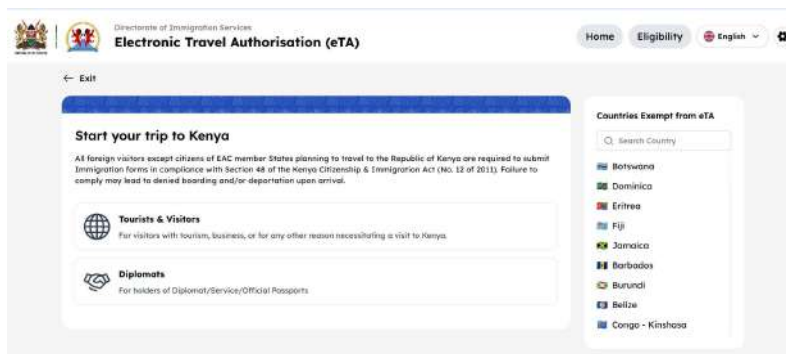 Directorate of Immigration Services
Electronic Travel Authorisation (eTA)
Home
Eligibility
English
← Exit
Start your trip to Kenya
All foreign visitors except citizens of EAC member States planning to travel to the Republic of Kenya are required to submit
Immigration forms in compliance with Section 48 of the Kenya Citizenship & Immigration Act (No. 12 of 2011). Failure to
comply may lead to denied boarding and/or deportation upon arrival.
Tourists & Visitors
For visitors with tourism, business, or for any other reason necessitating a visit to Kenya.
Diplomats
For holders of Diplomat/Service/Official Passports
Countries Exempt from eTA
Search Country
Botswana
Dominica
Eritrea
Fiji
Jamaica
Barbados
Burundi
Belize
Congo - Kinshasa